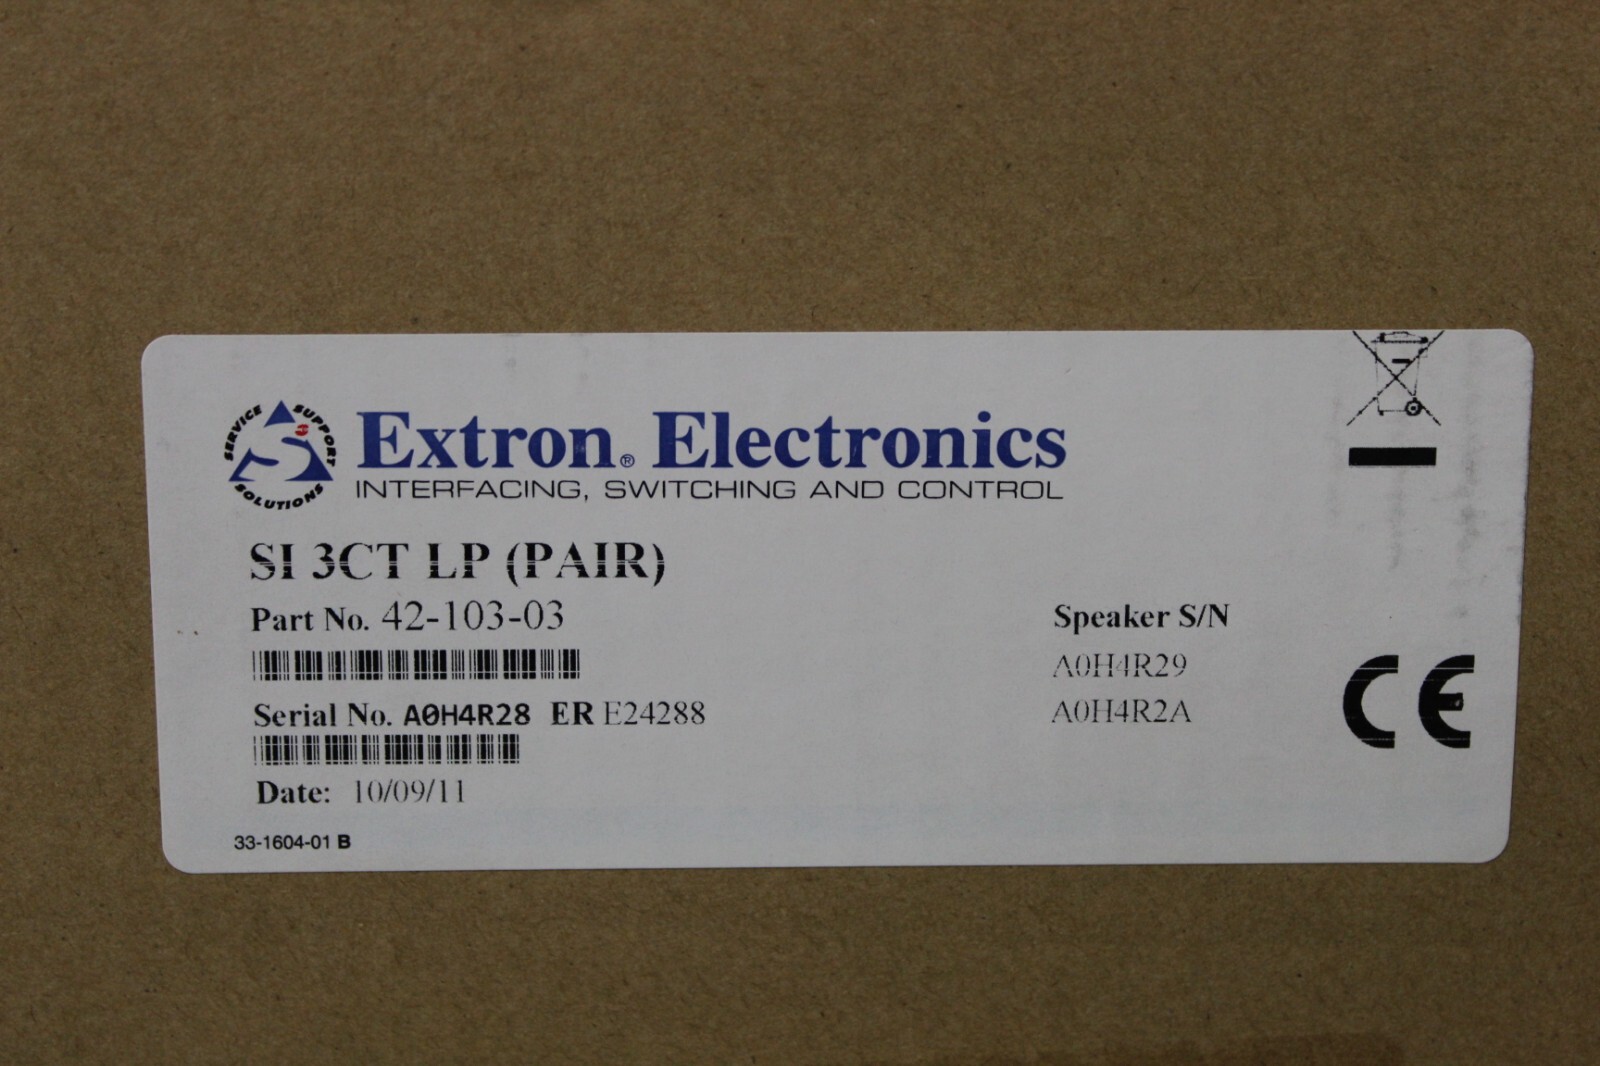 SERVICE SUPPORT SOLUTIONS
Extron® Electronics
INTERFACING, SWITCHING AND CONTROL
SI 3CT LP (PAIR)
Part No. 42-103-03
Serial No. A0H4R28 ER E24288
Date: 10/09/11
33-1604-01 B
Speaker S/N
A0H4R29
A0H4R2A
CE